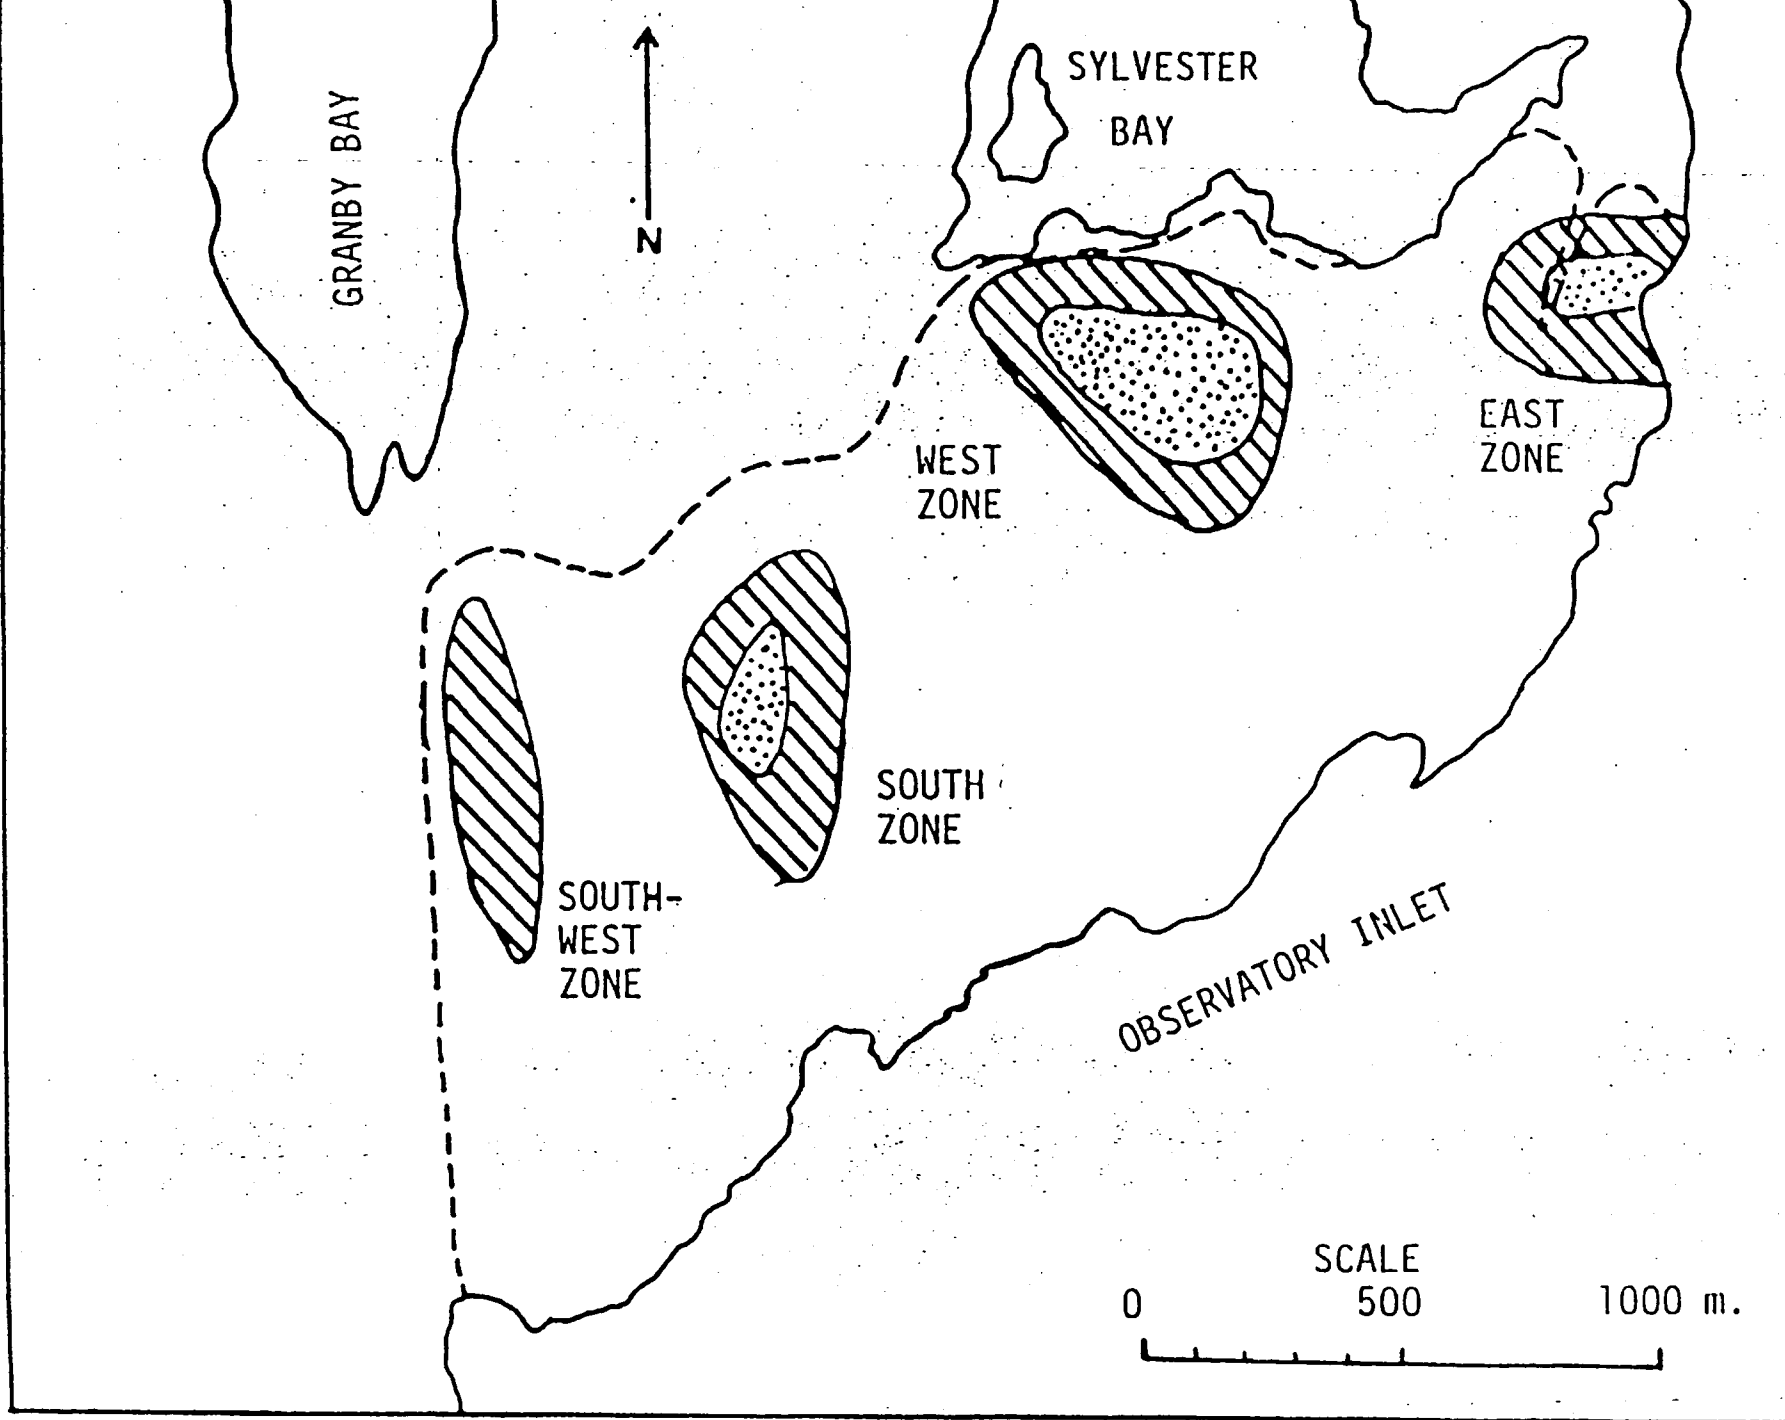 SYLVESTER
BAY
GRANBY BAY
N
EAST
ZONE
WEST
ZONE
SOUTH
ZONE
SOUTH-
WEST
ZONE
OBSERVATORY INLET
SCALE
0 500 1000 m.